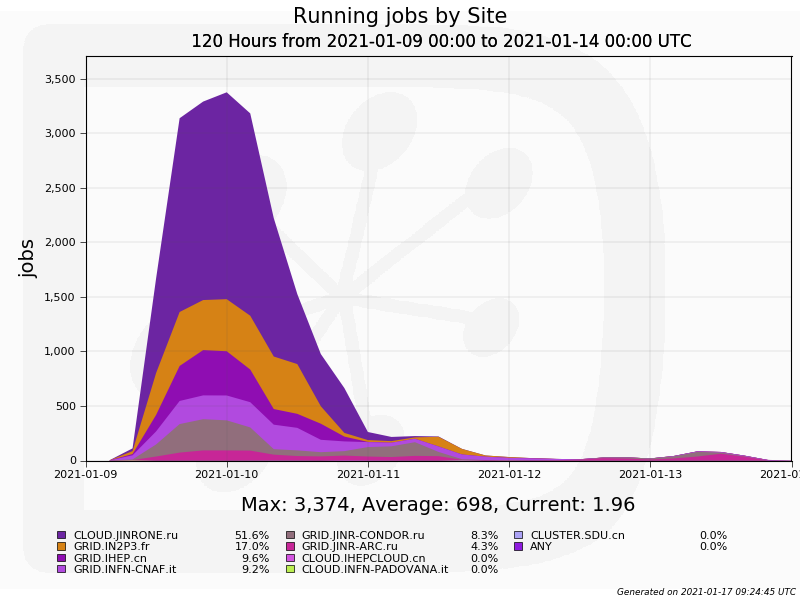 Running jobs by Site
120 Hours from 2021-01-09 00:00 to 2021-01-14 00:00 UTC
jobs
3,500
3,000
2,500
2,000
1,500
1,000
500
0
2021-01-09 2021-01-10 2021-01-11 2021-01-12 2021-01-13 2021-01
Max: 3,374, Average: 698, Current: 1.96
CLOUD.JINRONE.ru 51.6% GRID.JINR-CONDOR.ru 8.3% CLUSTER.SDU.cn 0.0%
GRID.IN2P3.fr 17.0% GRID.JINR-ARC.ru 4.3% ANY 0.0%
GRID.IHEP.cn 9.6% CLOUD.IHEPCLOUD.cn 0.0%
GRID.INFN-CNAF.it 9.2% CLOUD.INFN-PADOVANA.it 0.0%
Generated on 2021-01-17 09:24:45 UTC